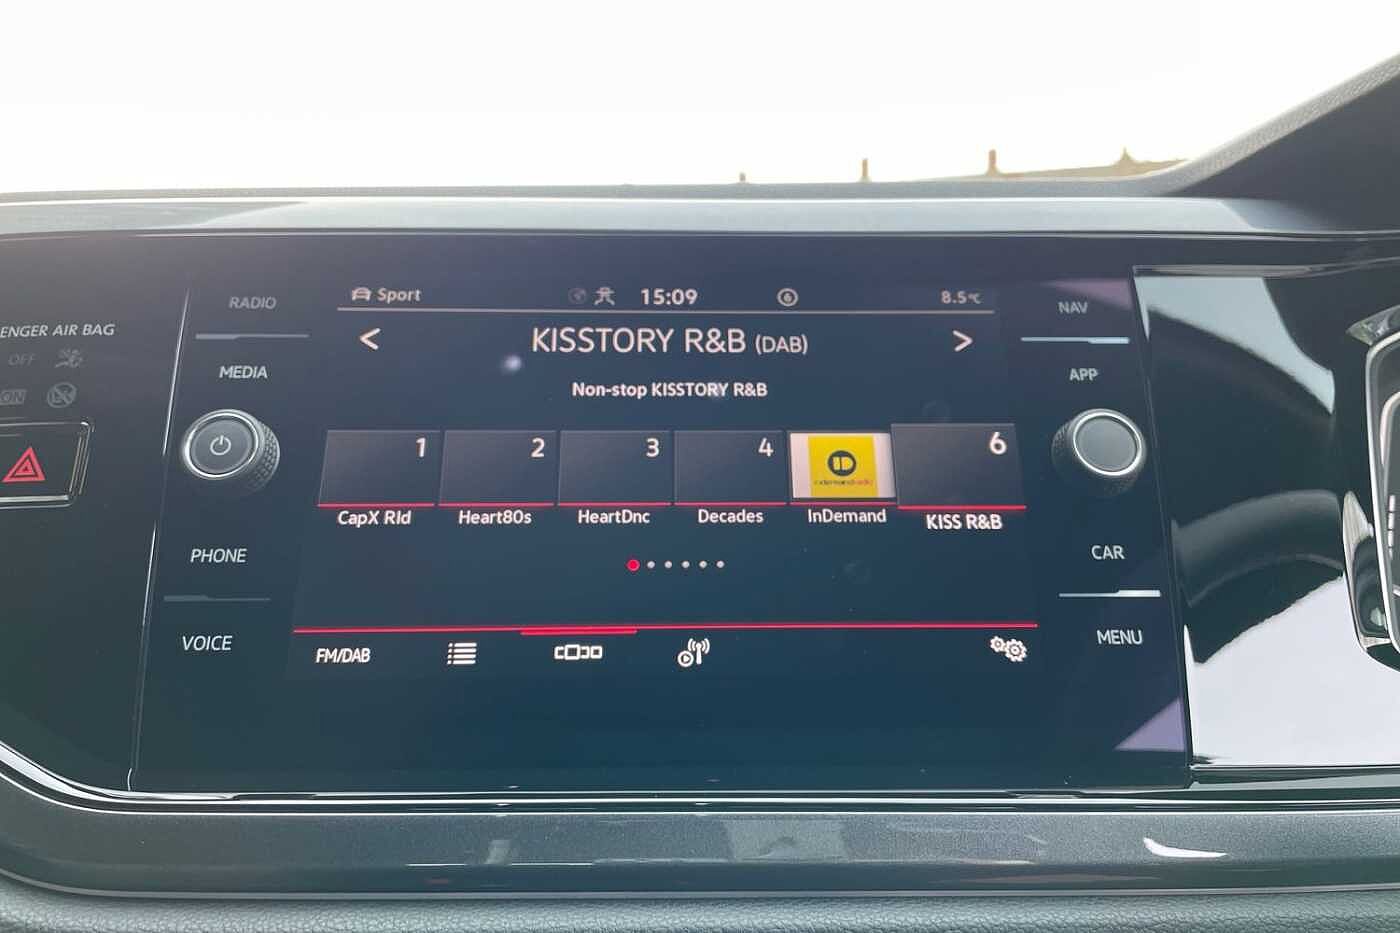 RADIO
MEDIA
PHONE
VOICE
ENGER AIR BAG
OFF
ON
Sport
15:09
6
8.5°C
< KISSTORY R&B (DAB) >
Non-stop KISSTORY R&B
1 2 3 4 6
CapX Rld Heart80s HeartDnc Decades InDemand KISS R&B
FM/DAB
NAV
APP
CAR
MENU